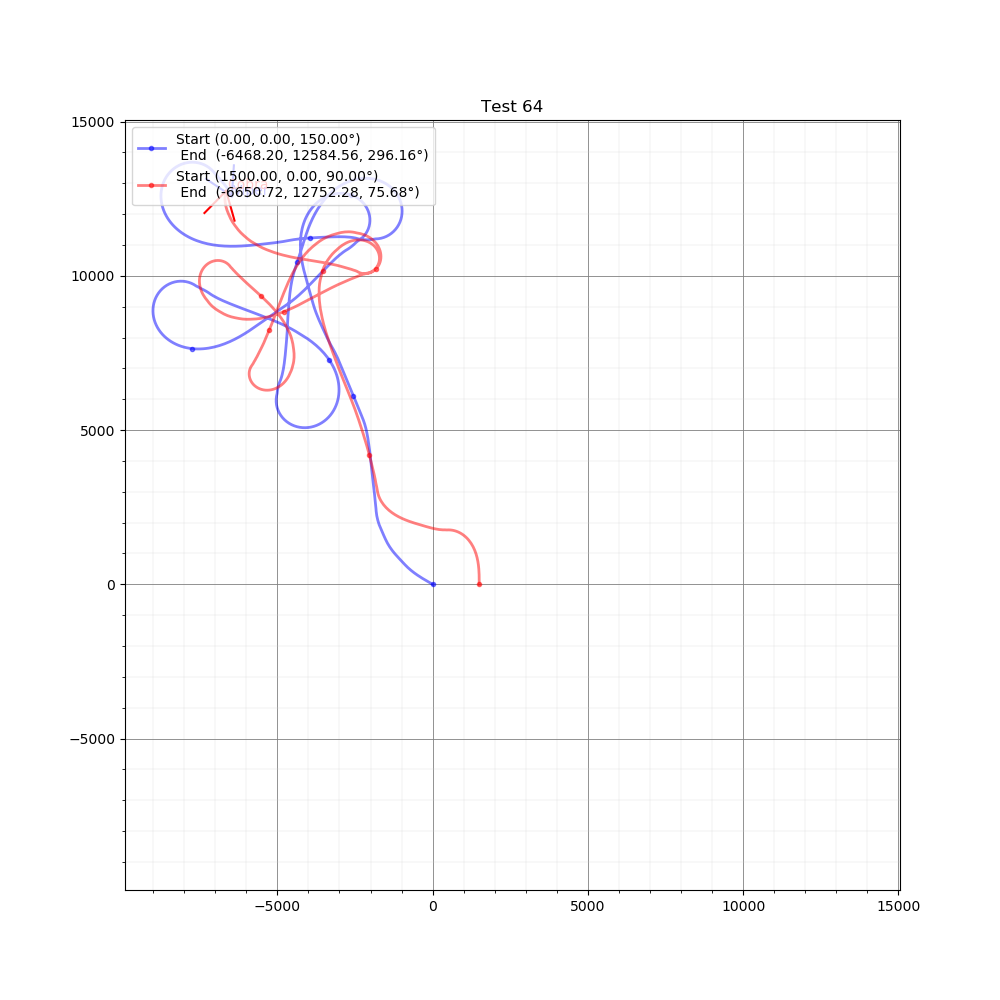 Test 64
15000
10000
5000
0
−5000
Start (0.00, 0.00, 150.00°)
End (-6468.20, 12584.56, 296.16°)
Start (1500.00, 0.00, 90.00°)
End (-6650.72, 12752.28, 75.68°)
−5000
0
5000
10000
15000